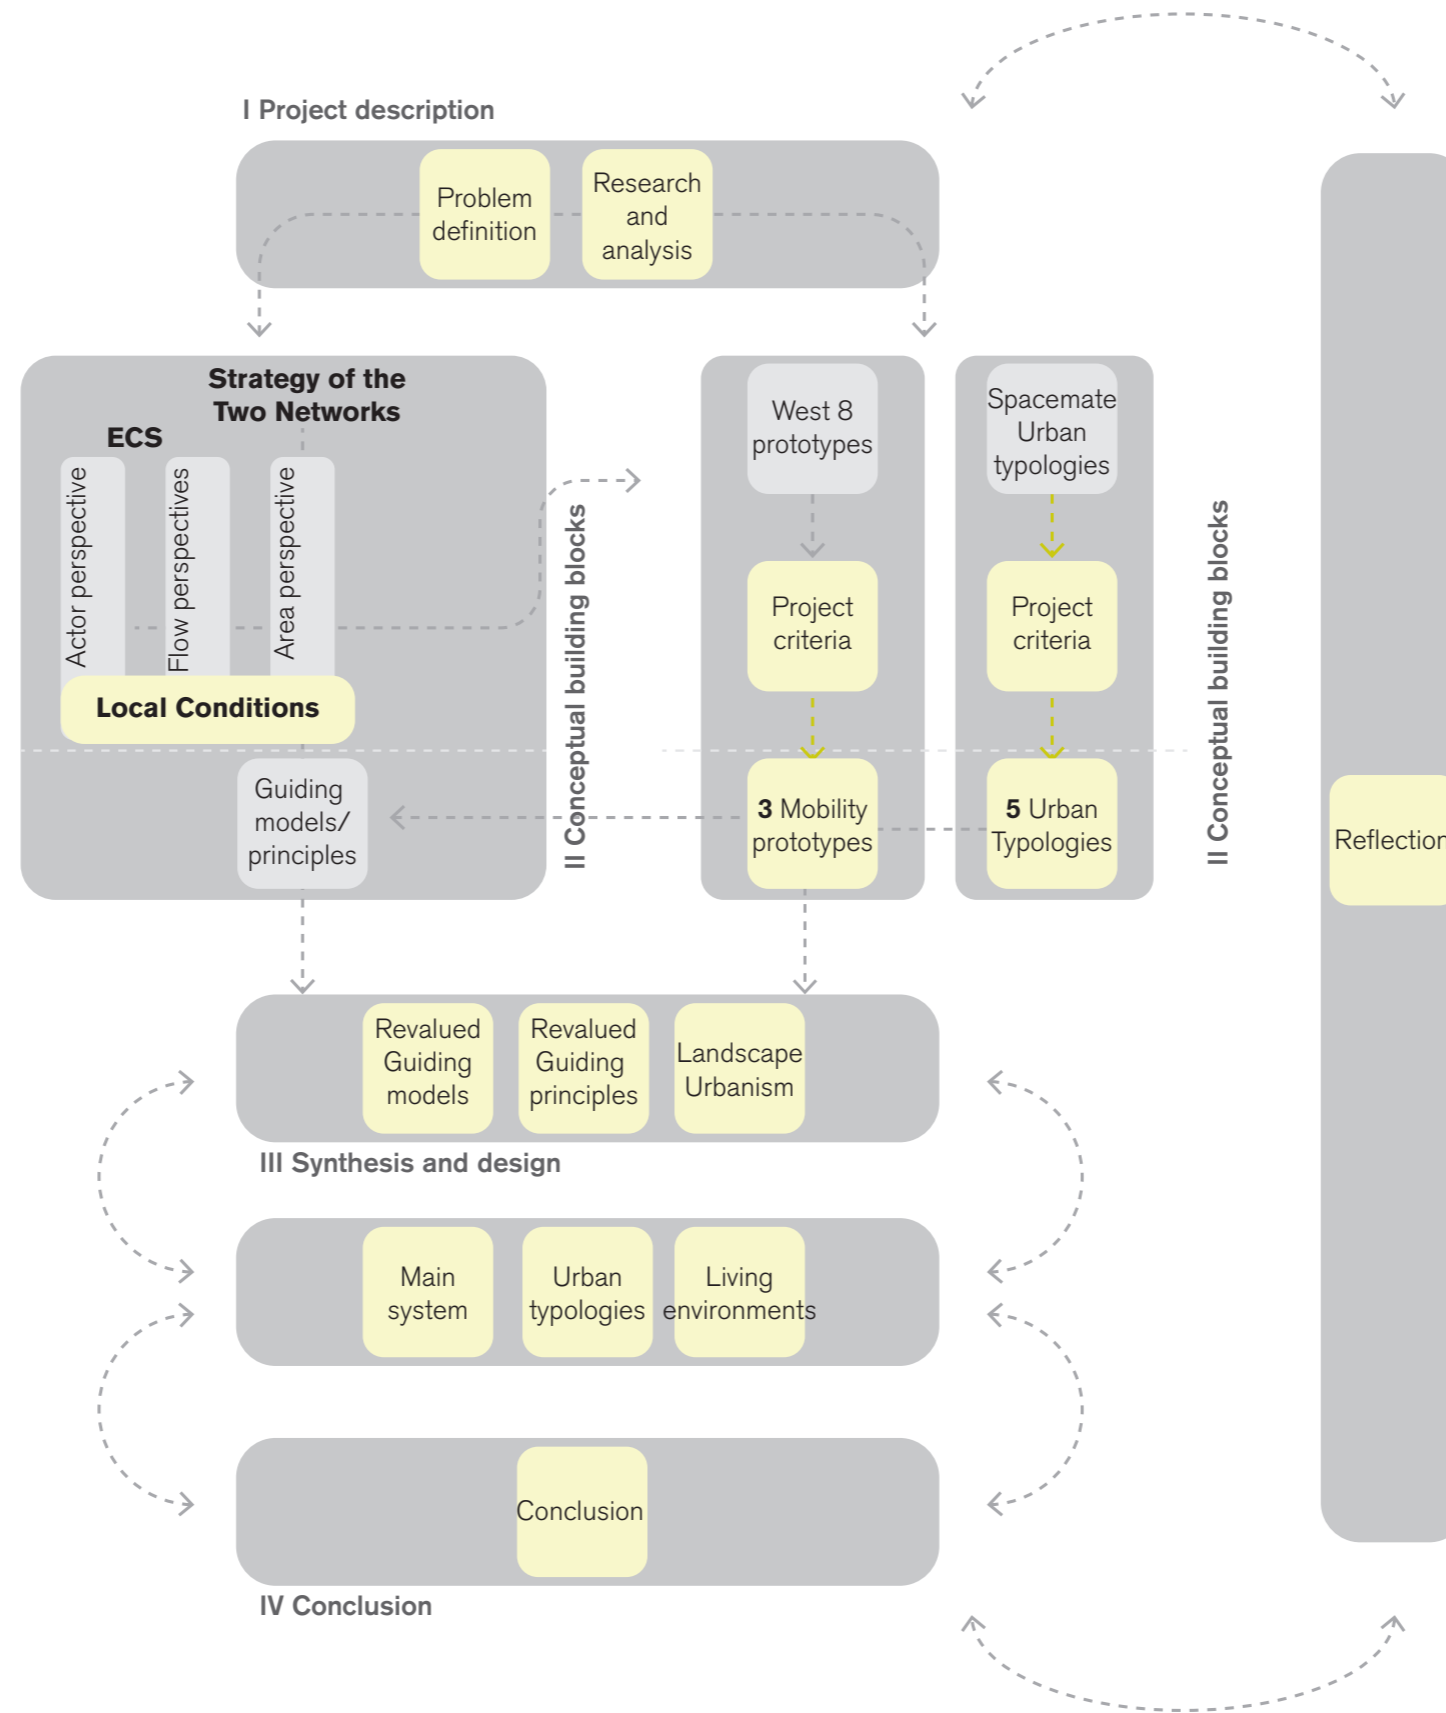 I Project description
Problem
definition
Research
and
analysis
Strategy of the
Two Networks
ECS
Actor perspective
Flow perspectives
Area perspective
Local Conditions
Guiding
models/
principles
II Conceptual building blocks
West 8
prototypes
Project
criteria
3 Mobility
prototypes
Spacemate
Urban
typologies
Project
criteria
5 Urban
Typologies
II Conceptual building blocks
Reflection
Revalued
Guiding
models
Revalued
Guiding
principles
Landscape
Urbanism
III Synthesis and design
Main
system
Urban
typologies
Living
environments
Conclusion
IV Conclusion